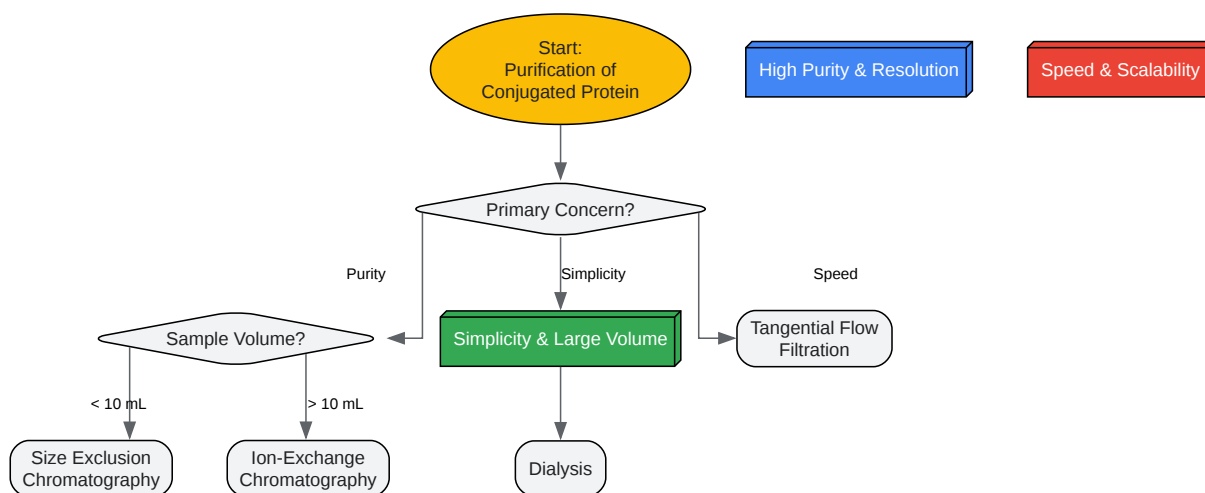 Start:
Purification of
Conjugated Protein
High Purity & Resolution
Speed & Scalability
Primary Concern?
Purity
Simplicity
Speed
Sample Volume?
Simplicity & Large Volume
Tangential Flow
Filtration
< 10 mL
> 10 mL
Size Exclusion
Chromatography
Ion-Exchange
Chromatography
Dialysis